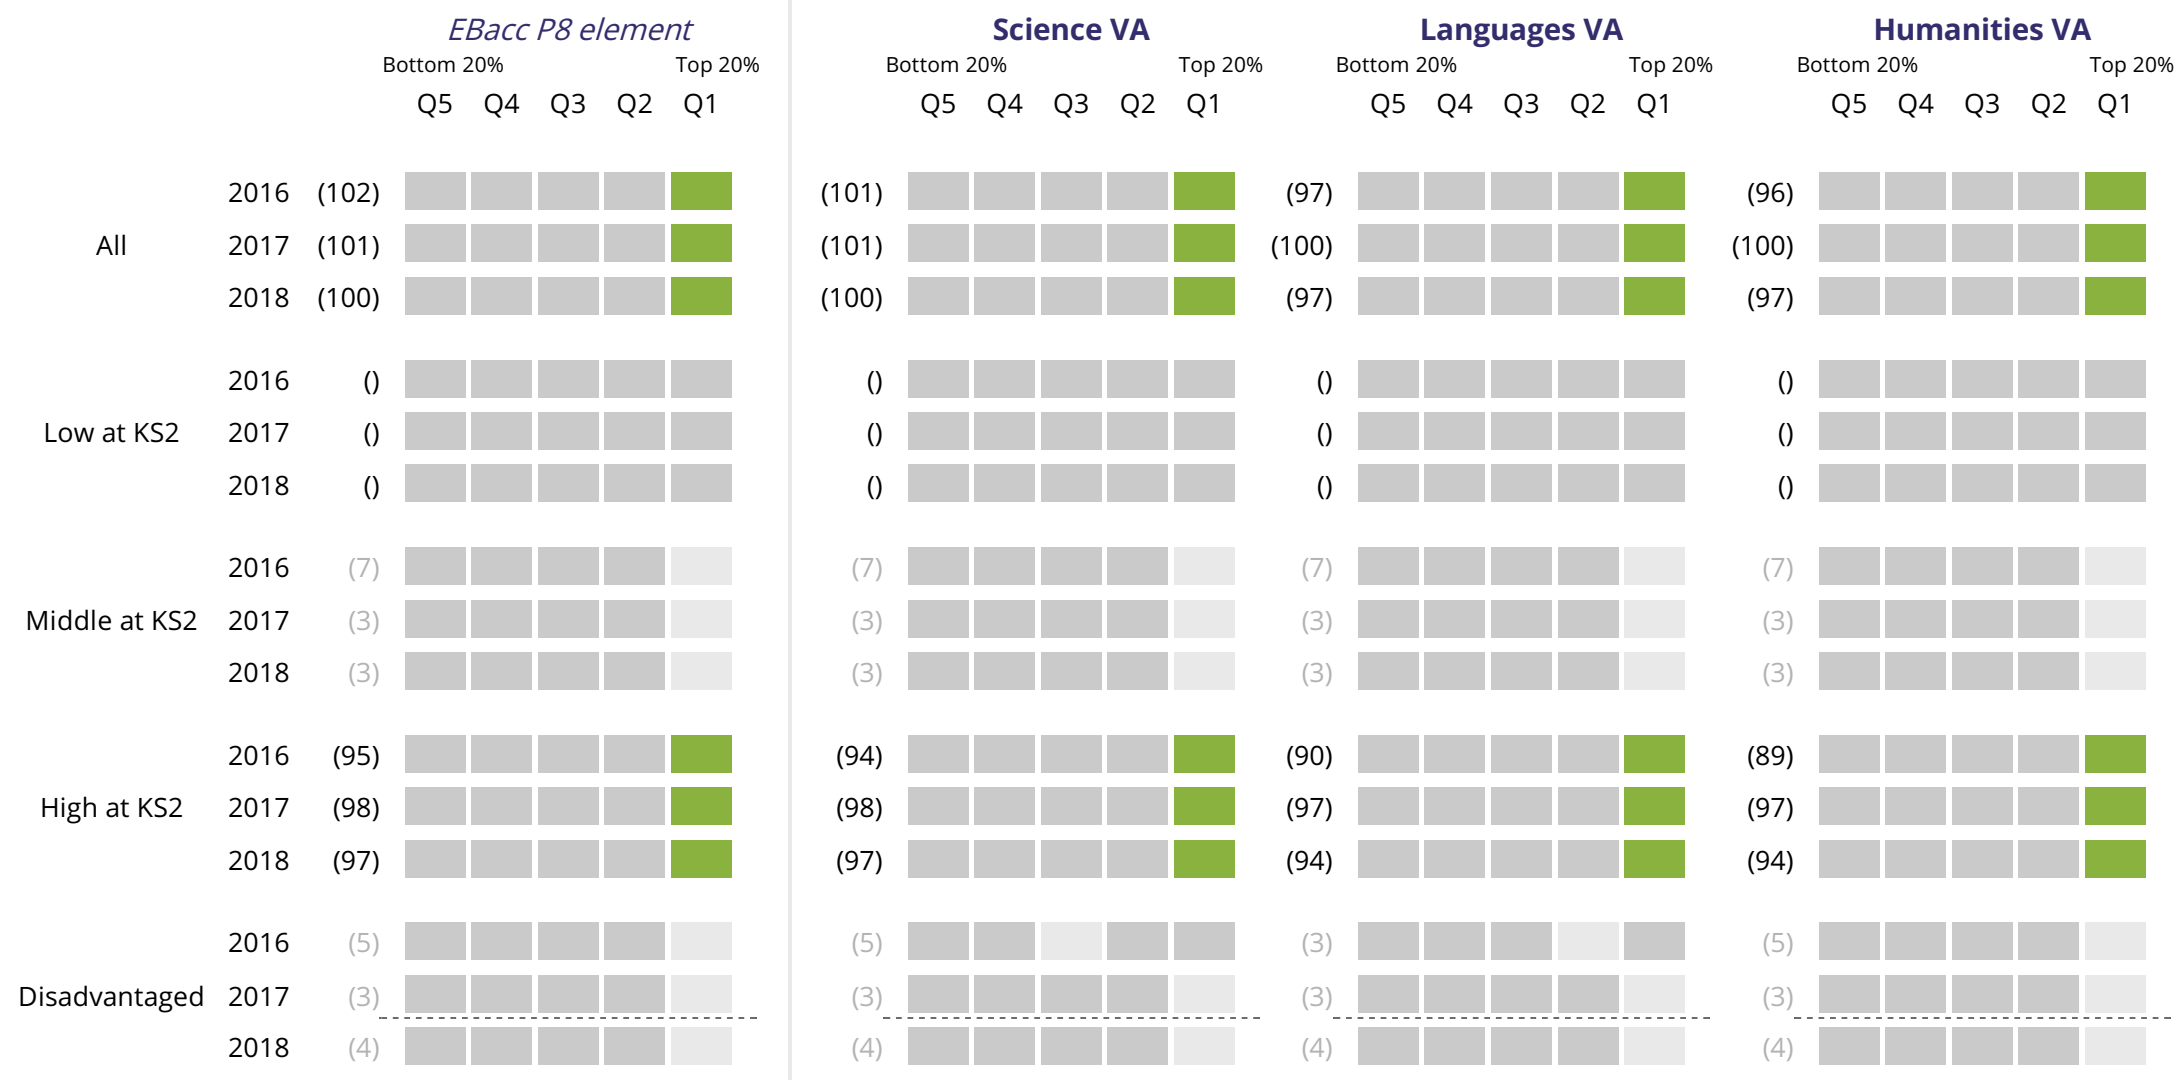 EBacc P8 element Science VA Languages VA Humanities VA
Bottom 20% Top 20% Bottom 20% Top 20% Bottom 20% Top 20% Bottom 20% Top 20%
Q5 Q4 Q3 Q2 Q1 Q5 Q4 Q3 Q2 Q1 Q5 Q4 Q3 Q2 Q1 Q5 Q4 Q3 Q2 Q1
2016 (102) (101) (97) (96)
All 2017 (101) (101) (100) (100)
2018 (100) (100) (97) (97)
2016 () () () ()
Low at KS2 2017 () () () ()
2018 () () () ()
2016 (7) (7) (7) (7)
Middle at KS2 2017 (3) (3) (3) (3)
2018 (3) (3) (3) (3)
2016 (95) (94) (90) (89)
High at KS2 2017 (98) (98) (97) (97)
2018 (97) (97) (94) (94)
2016 (5) (5) (3) (5)
Disadvantaged 2017 (3) (3) (3) (3)
2018 (4) (4) (4) (4)